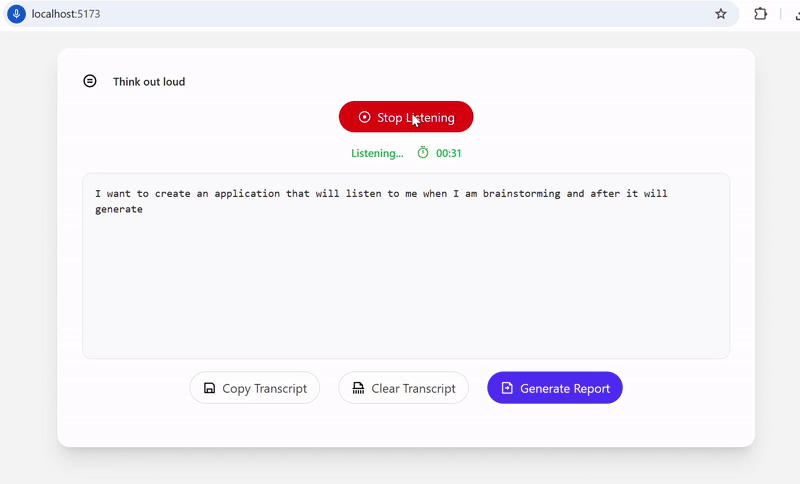 localhost:5173
Think out loud
Stop Listening
Listening... 00:31
I want to create an application that will listen to me when I am brainstorming and after it will
generate
Copy Transcript Clear Transcript Generate Report